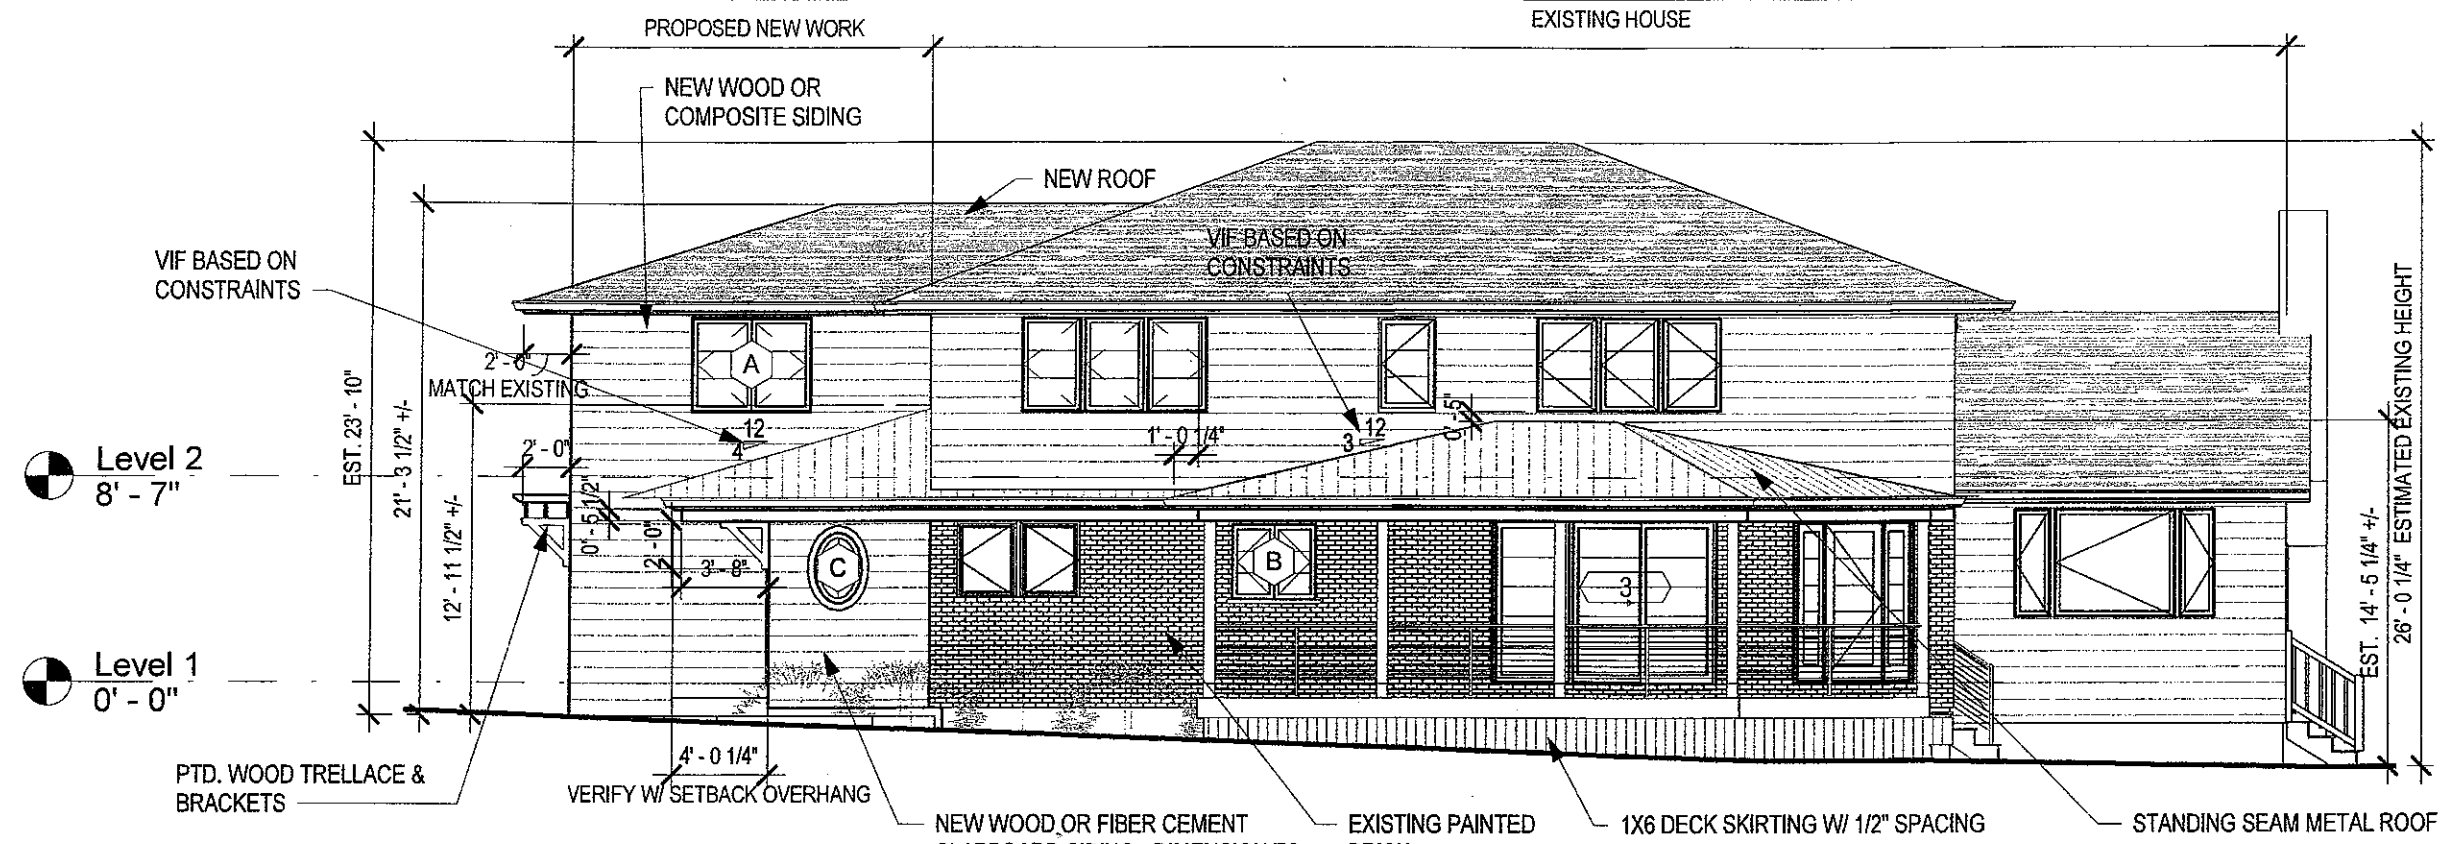 PROPOSED NEW WORK
EXISTING HOUSE
NEW WOOD OR
COMPOSITE SIDING
NEW ROOF
VIF BASED ON
CONSTRAINTS
VIF BASED ON
CONSTRAINTS
EST. 23' - 10"
21' - 3 1/2" +/-
12' - 11 1/2" +/-
2' - 0"
MATCH EXISTING
A
12
4
1' - 0 1/4"
12
3
0' - 5"
Level 2
8' - 7"
2' - 0"
0' - 5 1/2"
2' - 0"
3' - 8"
C
B
3
EST. 14' - 5 1/4" +/-
26' - 0 1/4" ESTIMATED EXISTING HEIGHT
Level 1
0' - 0"
4' - 0 1/4"
VERIFY W/ SETBACK OVERHANG
PTD. WOOD TRELLACE &
BRACKETS
NEW WOOD OR FIBER CEMENT
EXISTING PAINTED
1X6 DECK SKIRTING W/ 1/2" SPACING
STANDING SEAM METAL ROOF